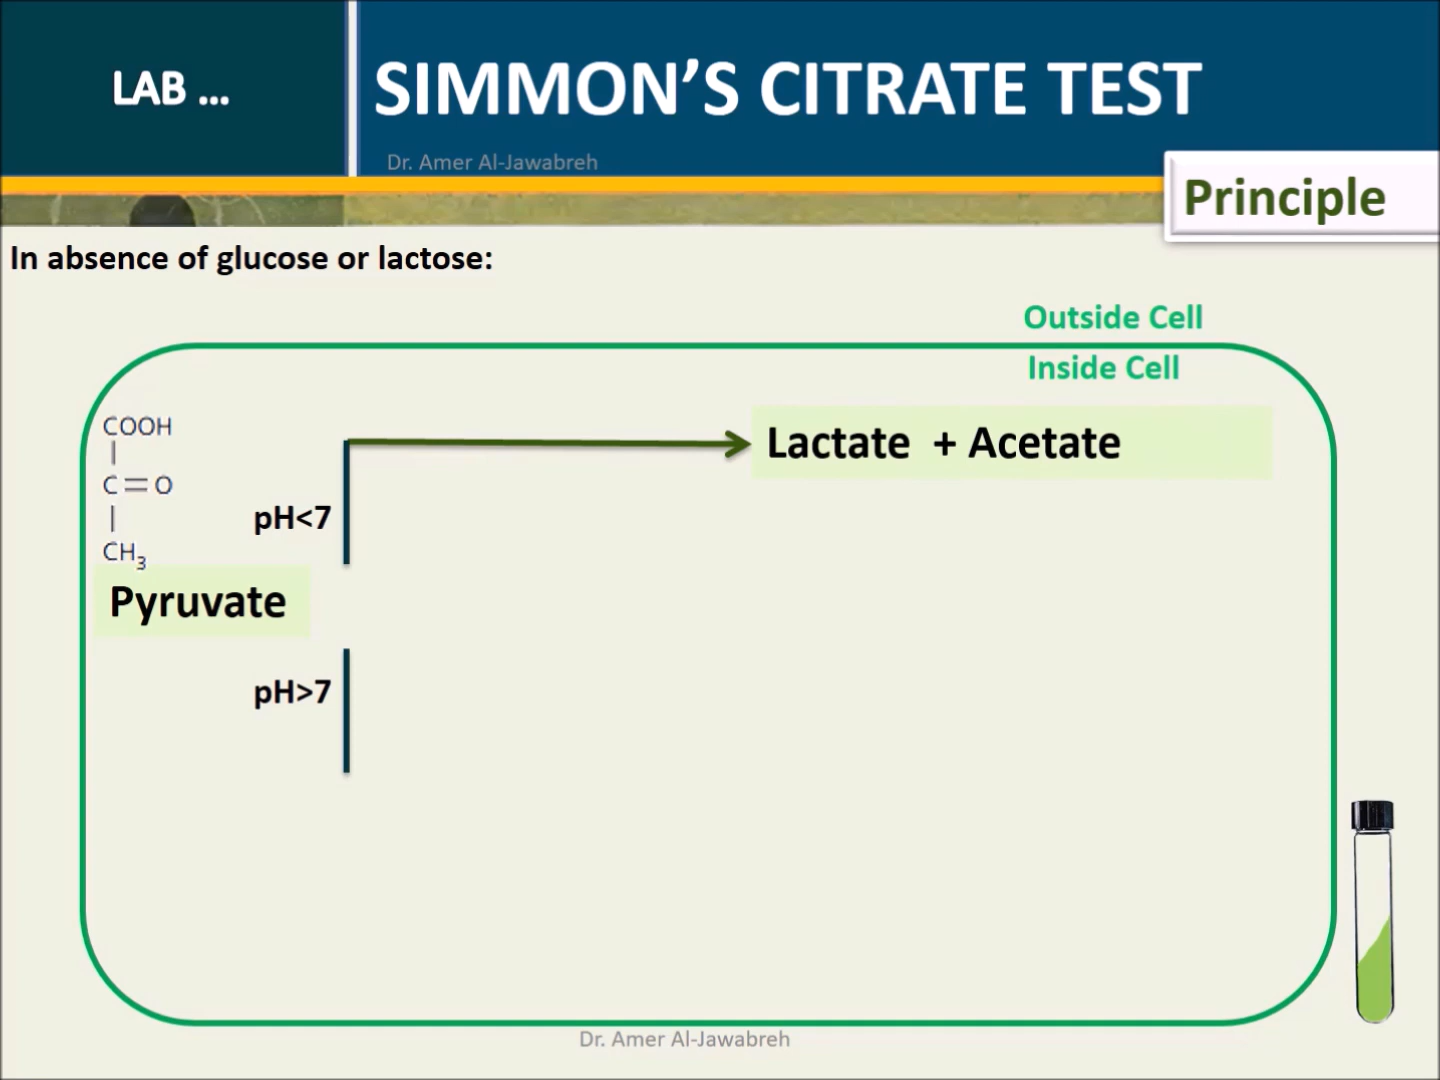 LAB ...
SIMMON’S CITRATE TEST
Dr. Amer Al-Jawabreh
Principle
In absence of glucose or lactose:
Outside Cell
Inside Cell
COOH
C=O
CH3
Lactate + Acetate
pH<7
Pyruvate
pH>7
Dr. Amer Al-Jawabreh